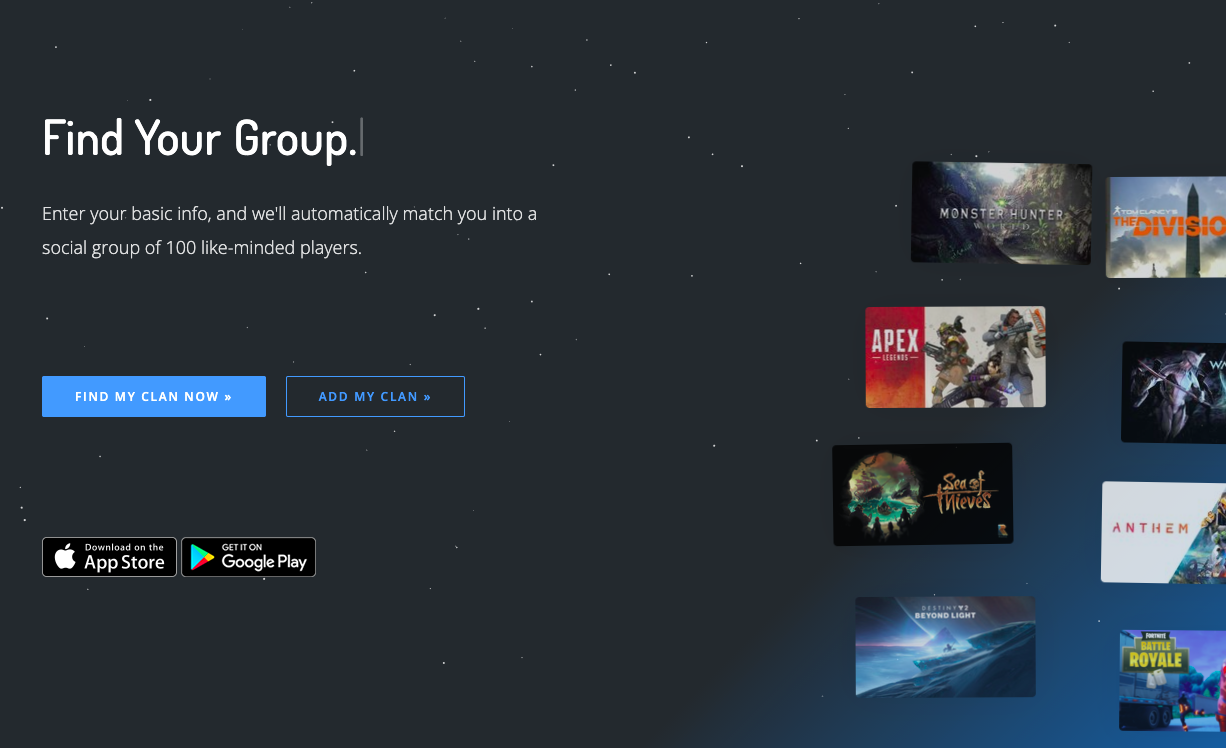 Find Your Group.
Enter your basic info, and we'll automatically match you into a
social group of 100 like-minded players.
FIND MY CLAN NOW »
ADD MY CLAN »
Download on the
App Store
GET IT ON
Google Play
MONSTER HUNTER
WORLD
TOM CLANCY'S
THE DIVISIO
APEX
LEGENDS
WA
Sea of
Thieves
ANTHEM
DESTINY 2
BEYOND LIGHT
FORTNITE
BATTLE
ROYALE